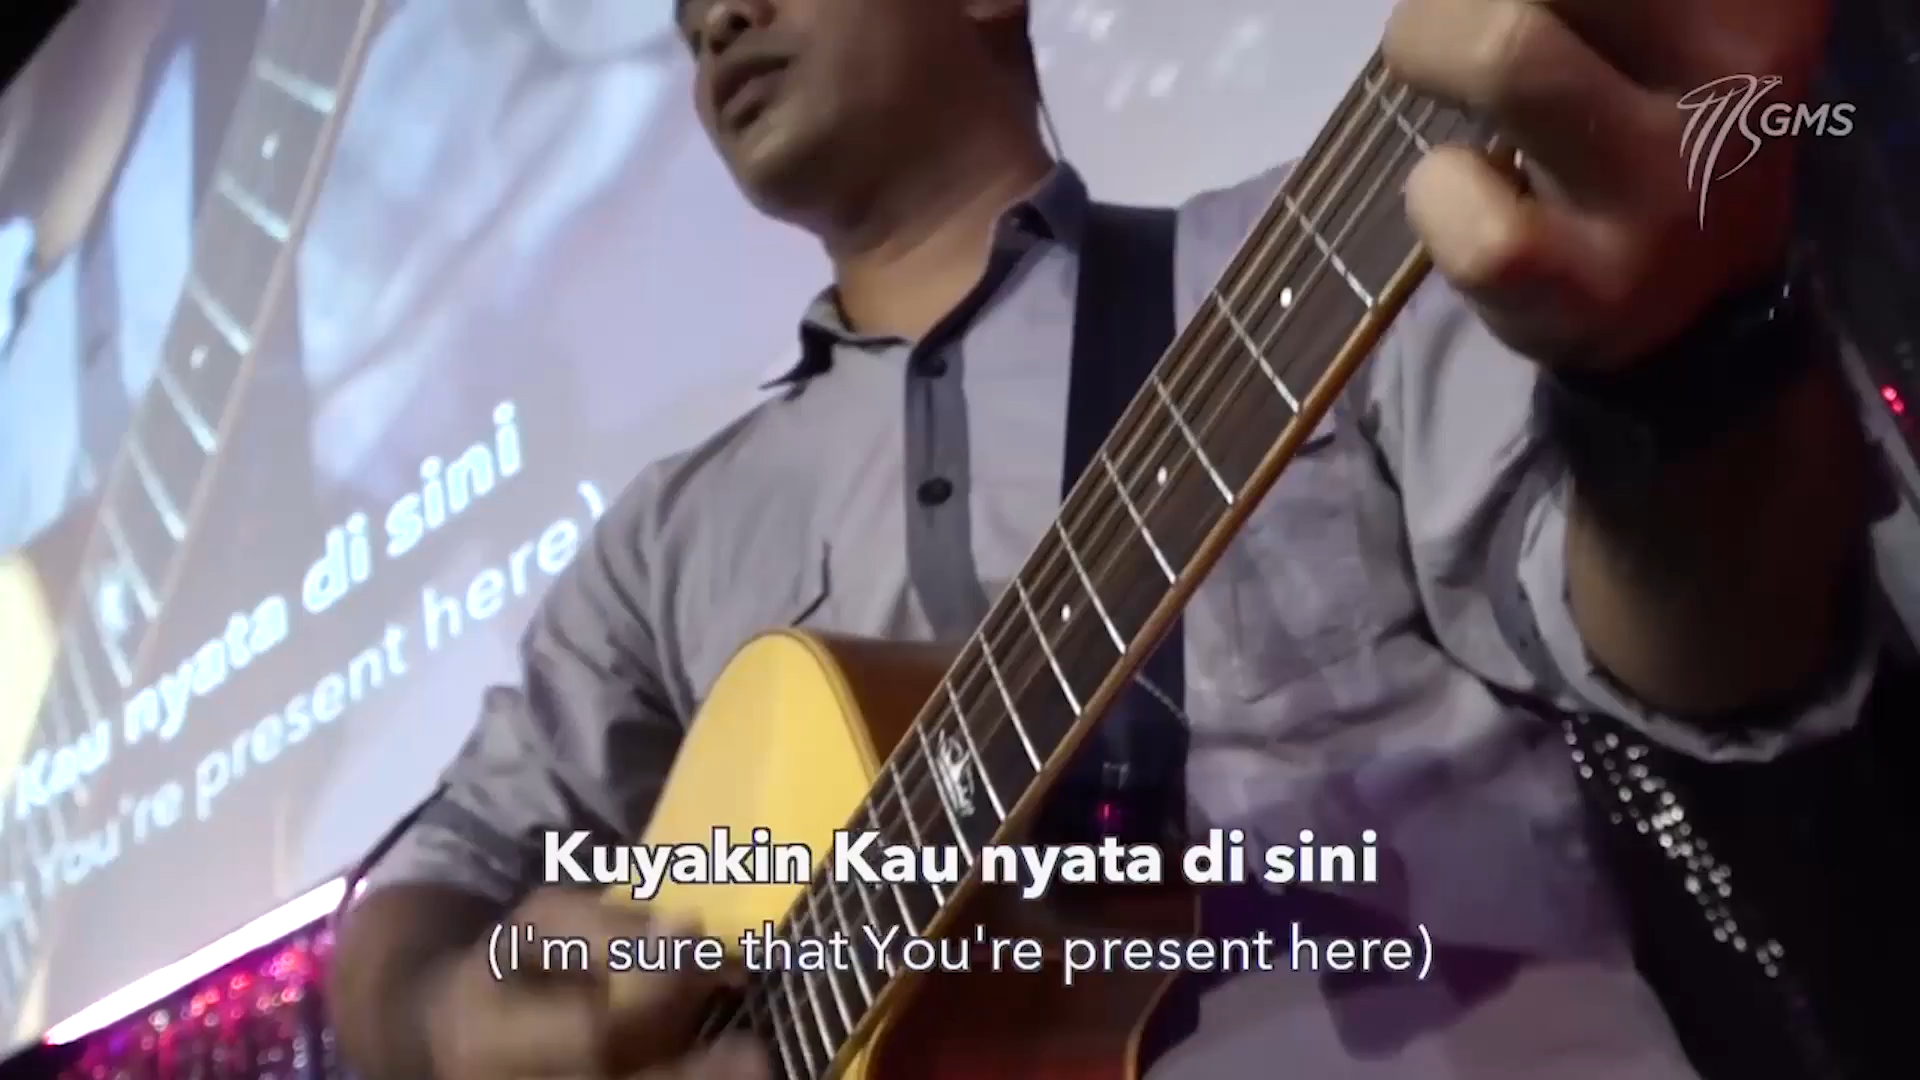 GMS
Kau nyata di sini
You're present here)
Kuyakin Kau nyata di sini
(I'm sure that You're present here)